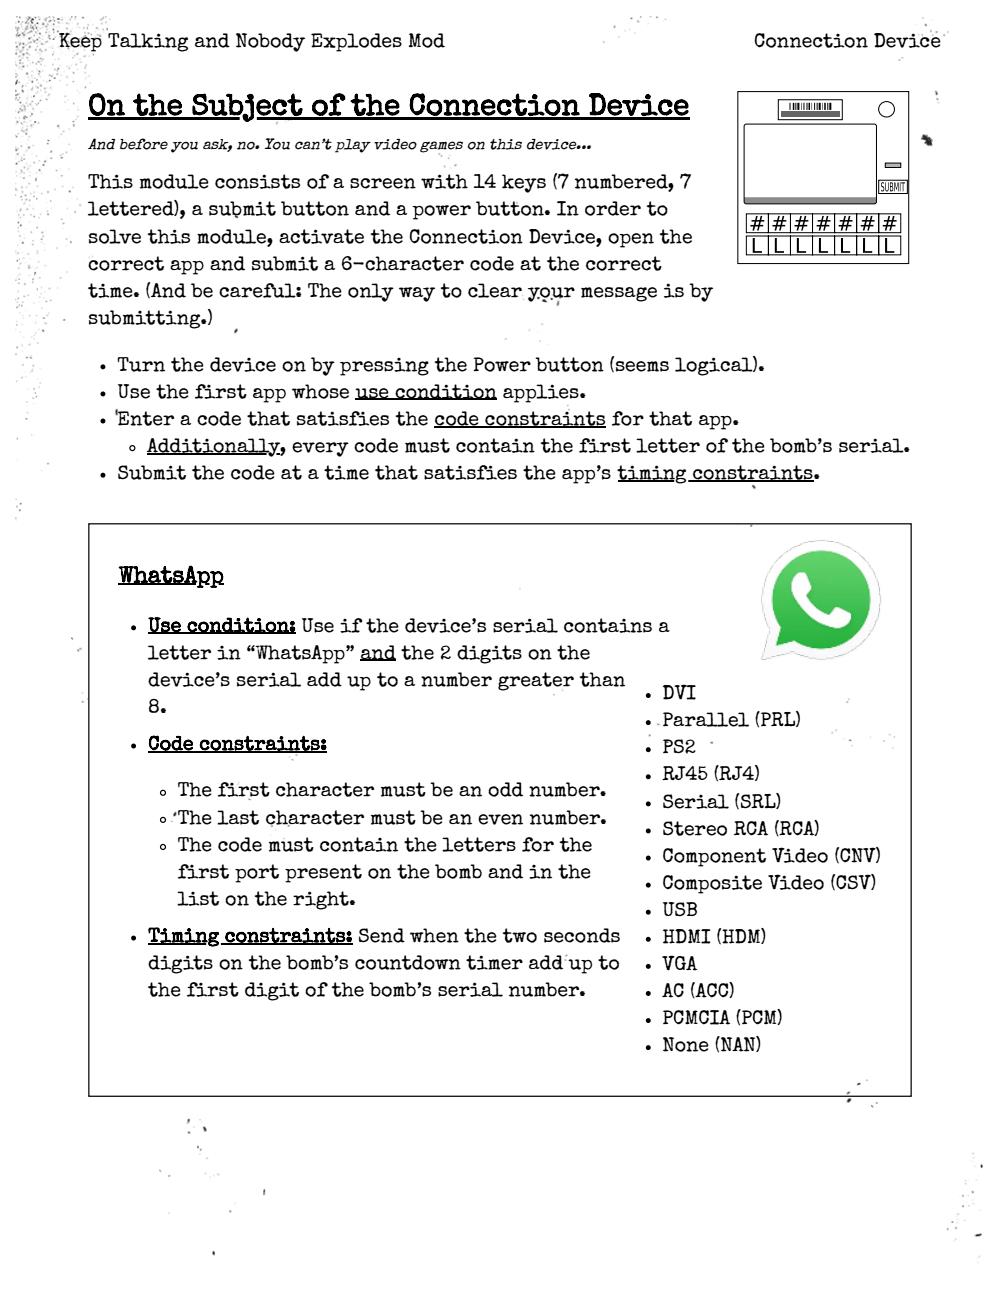 Keep Talking and Nobody Explodes Mod
Connection Device
On the Subject of the Connection Device
And before you ask, no. You can't play video games on this device...
This module consists of a screen with 14 keys (7 numbered, 7
lettered), a submit button and a power button. In order to
solve this module, activate the Connection Device, open the
correct app and submit a 6-character code at the correct
time. (And be careful: The only way to clear your message is by
submitting.)
SUBMIT
# # # # # # #
L L L L L L L
• Turn the device on by pressing the Power button (seems logical).
• Use the first app whose use condition applies.
• Enter a code that satisfies the code constraints for that app.
◦ Additionally, every code must contain the first letter of the bomb's serial.
• Submit the code at a time that satisfies the app's timing constraints.
WhatsApp
• Use condition: Use if the device's serial contains a
letter in “WhatsApp” and the 2 digits on the
device's serial add up to a number greater than
8.
• Code constraints:
◦ The first character must be an odd number.
◦ The last character must be an even number.
◦ The code must contain the letters for the
first port present on the bomb and in the
list on the right.
• Timing constraints: Send when the two seconds
digits on the bomb's countdown timer add up to
the first digit of the bomb's serial number.
• DVI
• Parallel (PRL)
• PS2
• RJ45 (RJ4)
• Serial (SRL)
• Stereo RCA (RCA)
• Component Video (CNV)
• Composite Video (CSV)
• USB
• HDMI (HDM)
• VGA
• AC (ACC)
• PCMCIA (PCM)
• None (NAN)